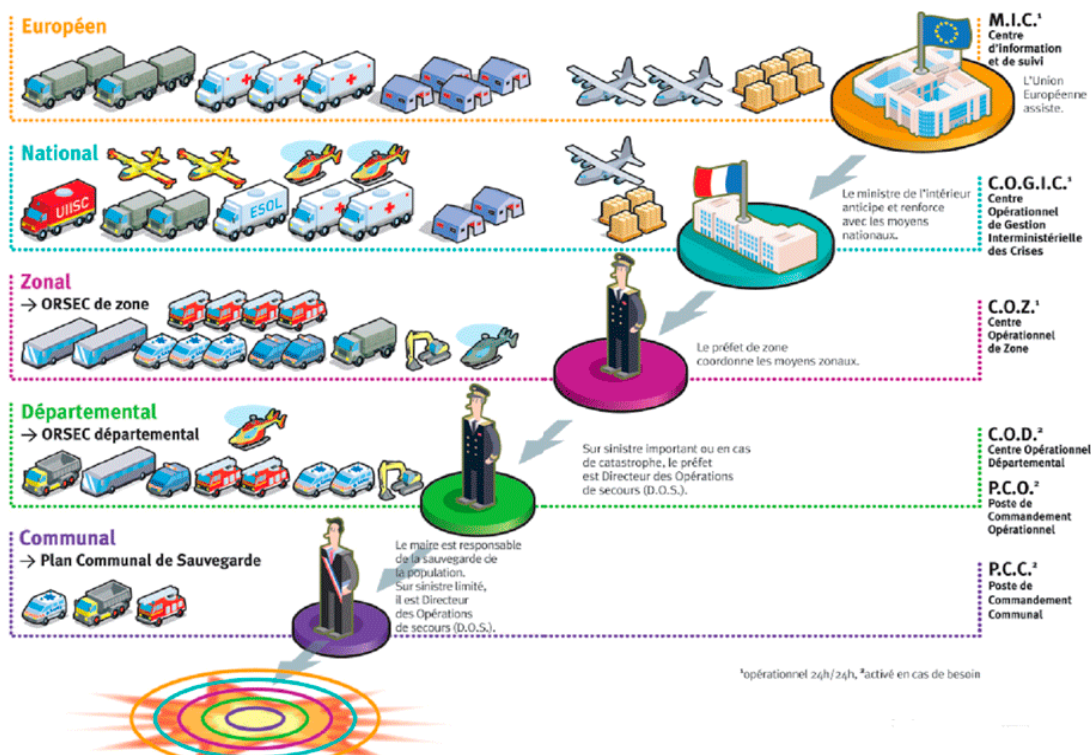 Européen
M.I.C.¹
Centre
d'information
et de suivi
L'Union
Européenne
assiste.
National
UIISC
ESOL
Le ministre de l'intérieur
anticipe et renforce
avec les moyens
nationaux.
C.O.G.I.C.¹
Centre
Opérationnel
de Gestion
Interministérielle
des Crises
Zonal
→ ORSEC de zone
Le préfet de zone
coordonne les moyens zonaux.
C.O.Z.¹
Centre
Opérationnel
de Zone
Départemental
→ ORSEC départemental
Sur sinistre important ou en cas
de catastrophe, le préfet
est Directeur des Opérations
de secours (D.O.S.).
C.O.D.²
Centre Opérationnel
Départemental
P.C.O.²
Poste de
Commandement
Opérationnel
Communal
→ Plan Communal de Sauvegarde
Le maire est responsable
de la sauvegarde de
la population.
Sur sinistre limité,
il est Directeur
des Opérations
de secours (D.O.S.).
P.C.C.²
Poste de
Commandement
Communal
¹opérationnel 24h/24h, ²activé en cas de besoin